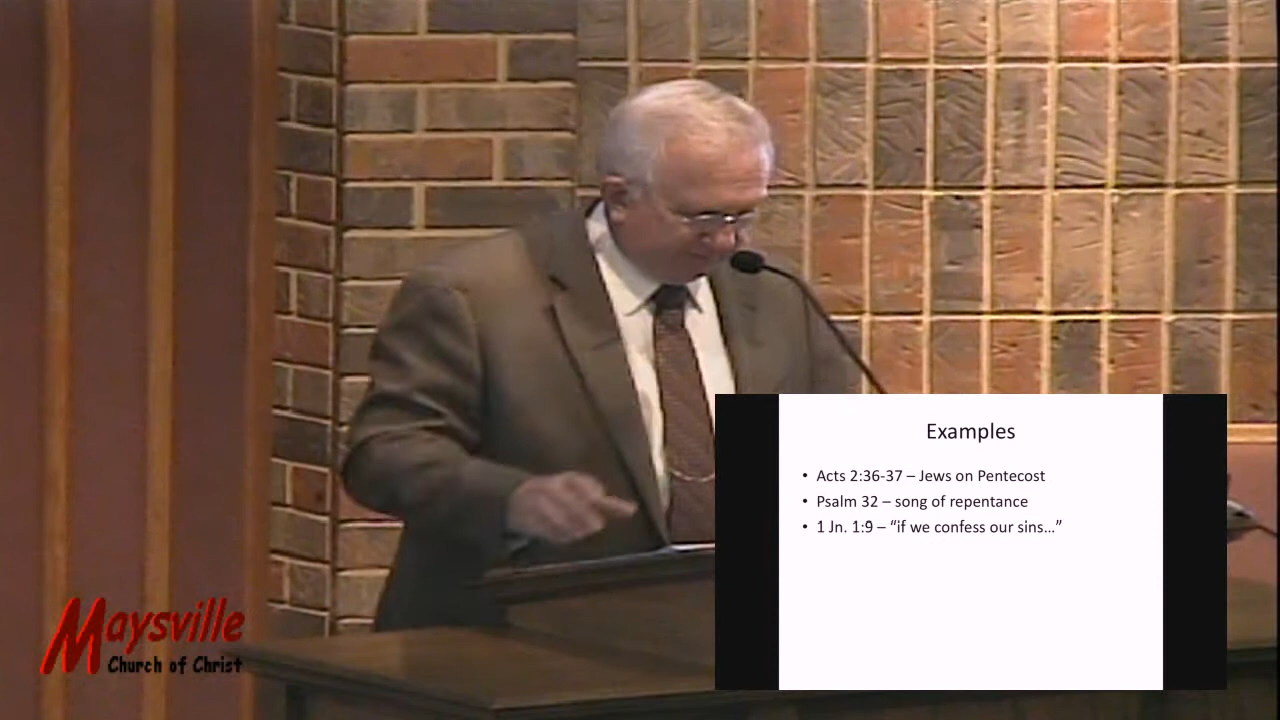 Examples
• Acts 2:36-37 – Jews on Pentecost
• Psalm 32 – song of repentance
• 1 Jn. 1:9 – “if we confess our sins…”
Maysville
Church of Christ